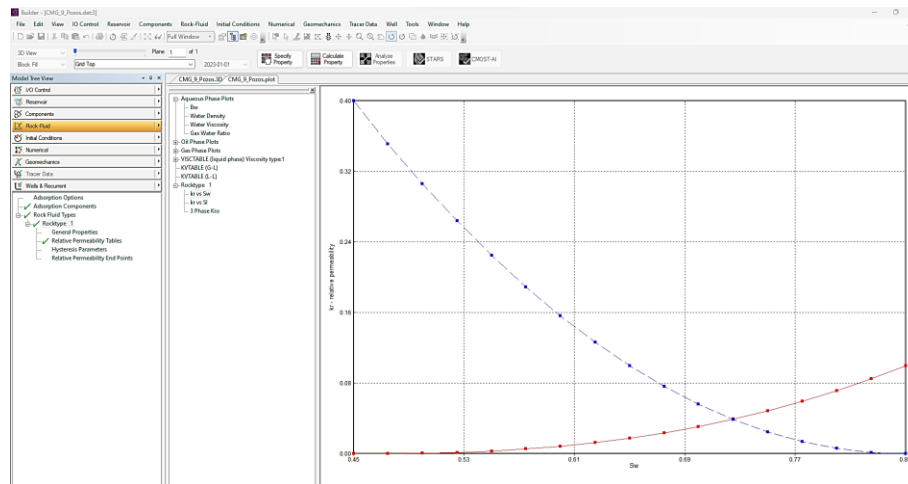 Builder - [CMG_9_Pozos.dat:3]
File Edit View IO Control Reservoir Components Rock-Fluid Initial Conditions Numerical Geomechanics Tracer Data Well Tools Window Help
Full Window
3D View
Plane 1 of 1
Specify Property
Calculate Property
Analyze Properties
STARS
CMOST-AI
Block Fill
Grid Top
2023-01-01
Model Tree View
CMG_9_Pozos.3D
CMG_9_Pozos.plot
I/O Control
Reservoir
Components
Rock-Fluid
Initial Conditions
Numerical
Geomechanics
Tracer Data
Wells & Recurrent
Adsorption Options
Adsorption Components
Rock Fluid Types
Rocktype 1
General Properties
Relative Permeability Tables
Hysteresis Parameters
Relative Permeability End Points
Aqueous Phase Plots
Bw
Water Density
Water Viscosity
Gas Water Ratio
Oil Phase Plots
Gas Phase Plots
VISCTABLE (liquid phase) Viscosity type:1
KVTABLE (G-L)
KVTABLE (L-L)
Rocktype 1
kr vs Sw
kr vs Sl
3 Phase Kro
0.40
0.32
0.24
0.16
0.08
0.00
kr - relative permeability
0.45
0.53
0.61
0.69
0.77
Sw